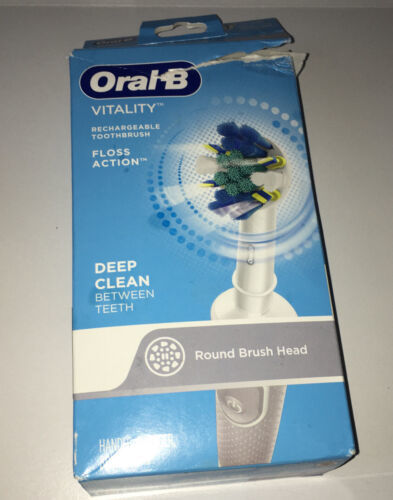 Oral-B
VITALITY™
RECHARGEABLE
TOOTHBRUSH
FLOSS
ACTION™
DEEP
CLEAN
BETWEEN
TEETH
Round Brush Head